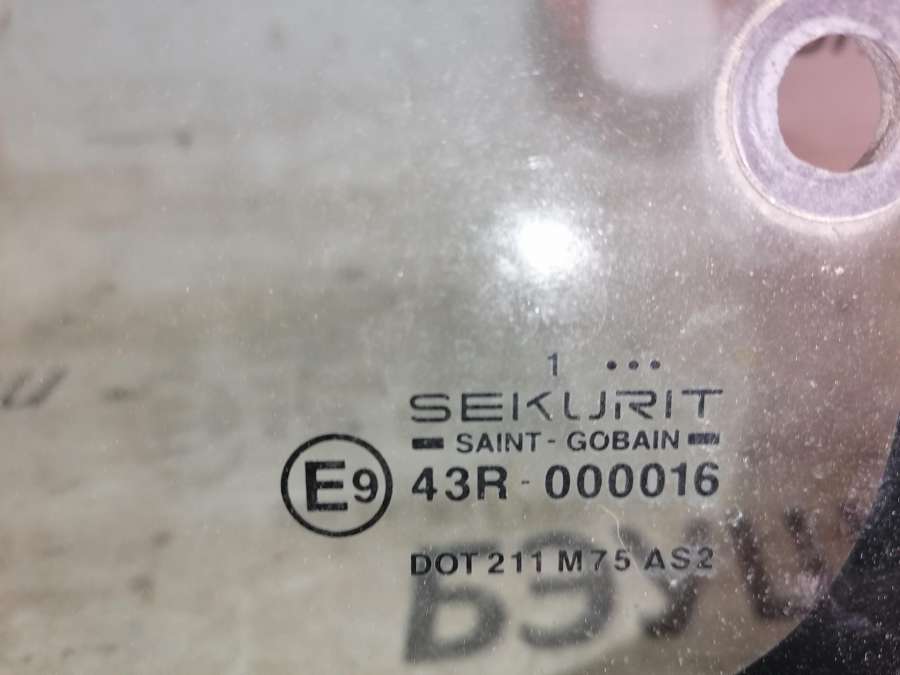 1 •••
SEKURIT
SAINT-GOBAIN
E9
43R-000016
DOT 211 M75 AS2